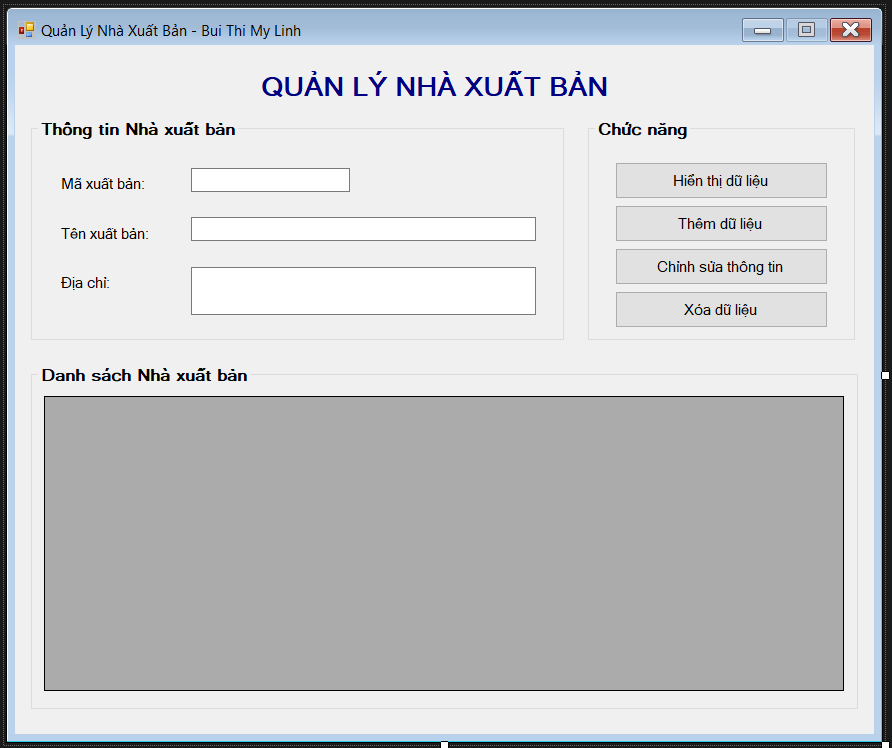 Quản Lý Nhà Xuất Bản - Bui Thi My Linh
QUẢN LÝ NHÀ XUẤT BẢN
Thông tin Nhà xuất bản
Mã xuất bản:
Tên xuất bản:
Địa chỉ:
Chức năng
Hiển thị dữ liệu
Thêm dữ liệu
Chỉnh sửa thông tin
Xóa dữ liệu
Danh sách Nhà xuất bản